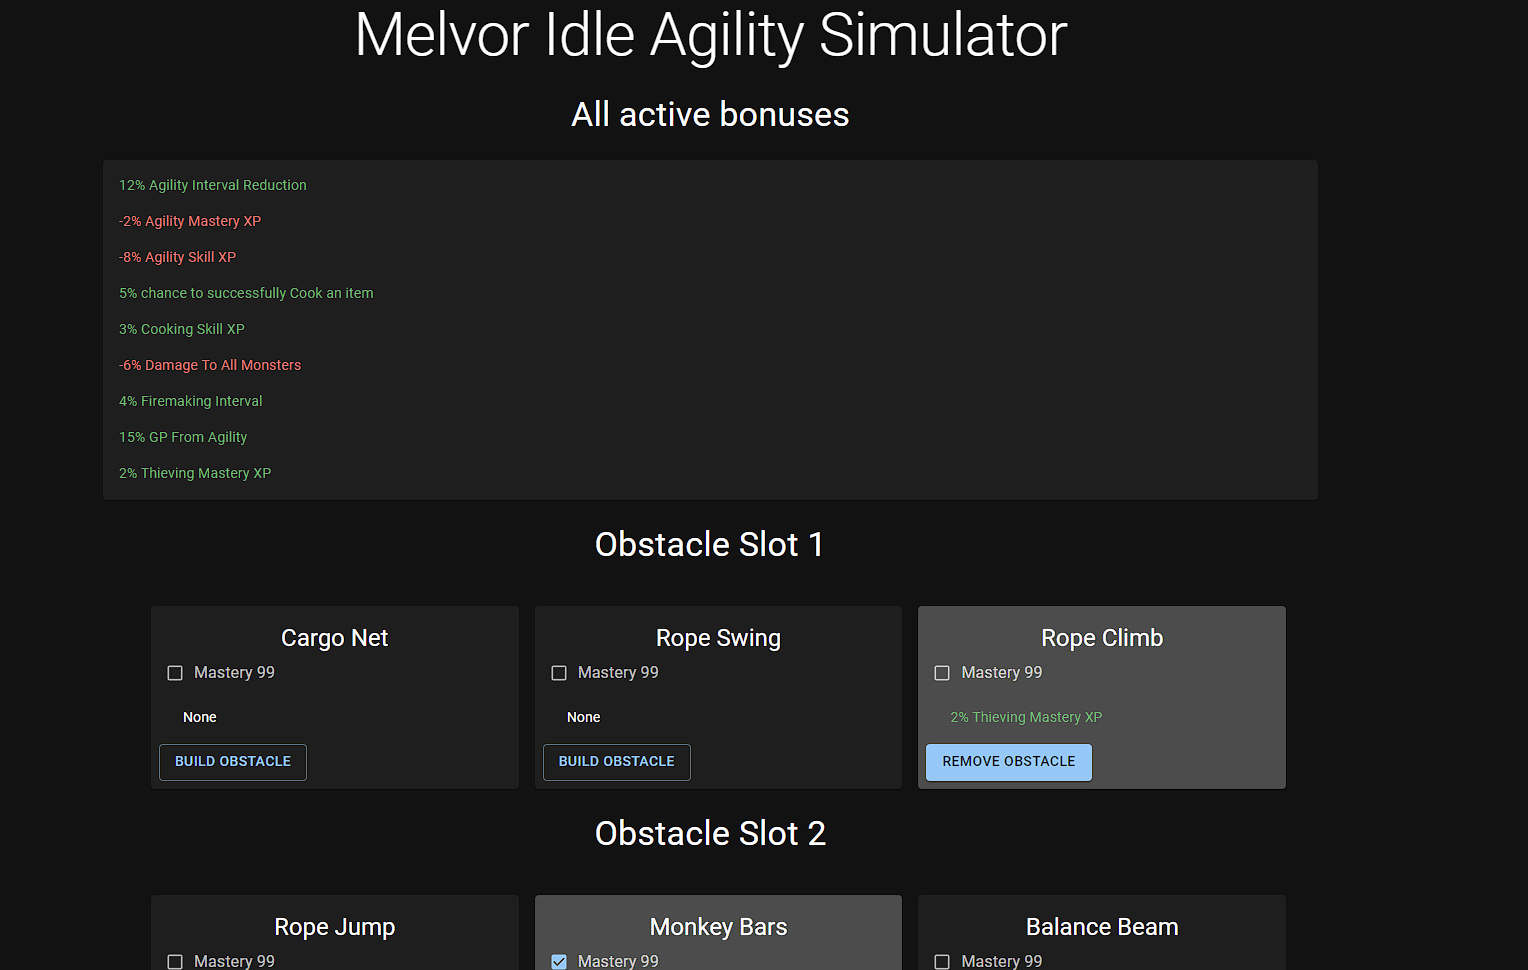 Melvor Idle Agility Simulator
All active bonuses
12% Agility Interval Reduction
-2% Agility Mastery XP
-8% Agility Skill XP
5% chance to successfully Cook an item
3% Cooking Skill XP
-6% Damage To All Monsters
4% Firemaking Interval
15% GP From Agility
2% Thieving Mastery XP
Obstacle Slot 1
Cargo Net
Mastery 99
None
BUILD OBSTACLE
Rope Swing
Mastery 99
None
BUILD OBSTACLE
Rope Climb
Mastery 99
2% Thieving Mastery XP
REMOVE OBSTACLE
Obstacle Slot 2
Rope Jump
Mastery 99
Monkey Bars
Mastery 99
Balance Beam
Mastery 99